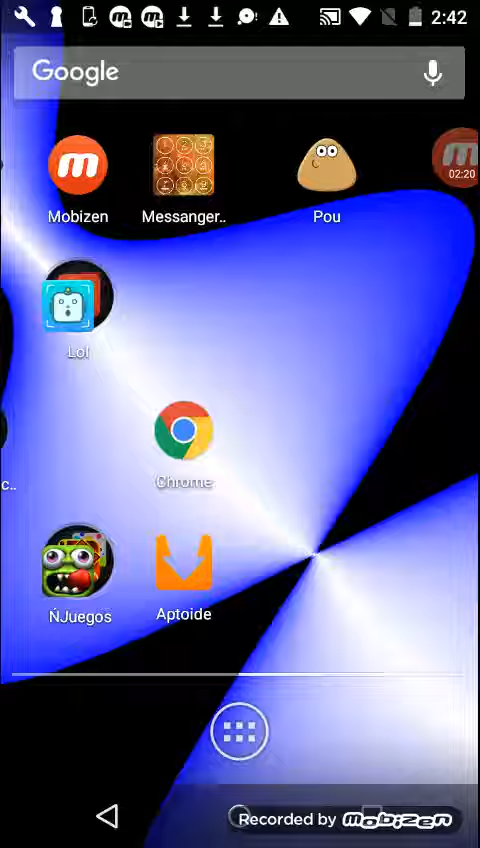 2:42
Google
02:20
Mobizen
Messanger..
Pou
Lol
c..
Chrome
ŃJuegos
Aptoide
Recorded by mobizen